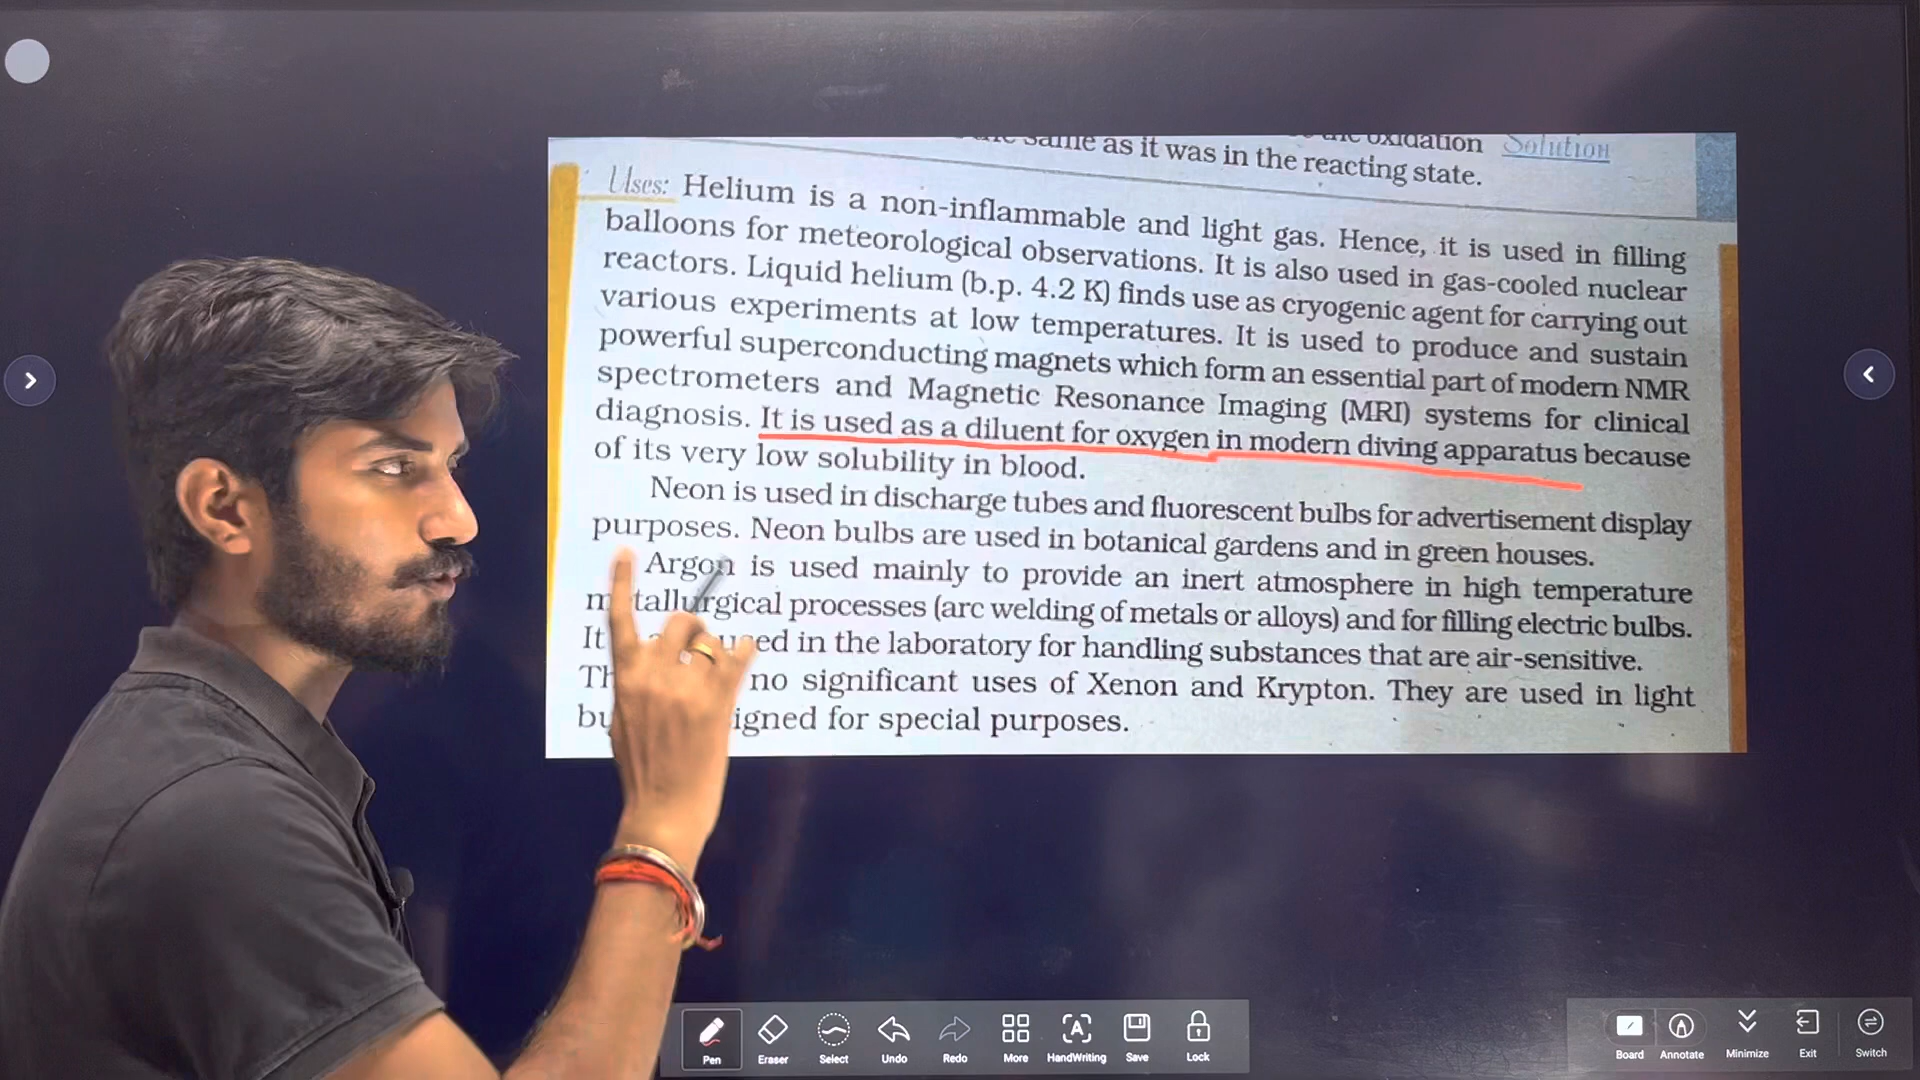 the oxidation Solution
the same as it was in the reacting state.
Uses: Helium is a non-inflammable and light gas. Hence, it is used in filling
balloons for meteorological observations. It is also used in gas-cooled nuclear
reactors. Liquid helium (b.p. 4.2 K) finds use as cryogenic agent for carrying out
various experiments at low temperatures. It is used to produce and sustain
powerful superconducting magnets which form an essential part of modern NMR
spectrometers and Magnetic Resonance Imaging (MRI) systems for clinical
diagnosis. It is used as a diluent for oxygen in modern diving apparatus because
of its very low solubility in blood.
Neon is used in discharge tubes and fluorescent bulbs for advertisement display
purposes. Neon bulbs are used in botanical gardens and in green houses.
Argon is used mainly to provide an inert atmosphere in high temperature
metallurgical processes (arc welding of metals or alloys) and for filling electric bulbs.
It used in the laboratory for handling substances that are air-sensitive.
no significant uses of Xenon and Krypton. They are used in light
igned for special purposes.
Pen Eraser Select Undo Redo More HandWriting Save Lock Board Annotate Minimize Exit Switch